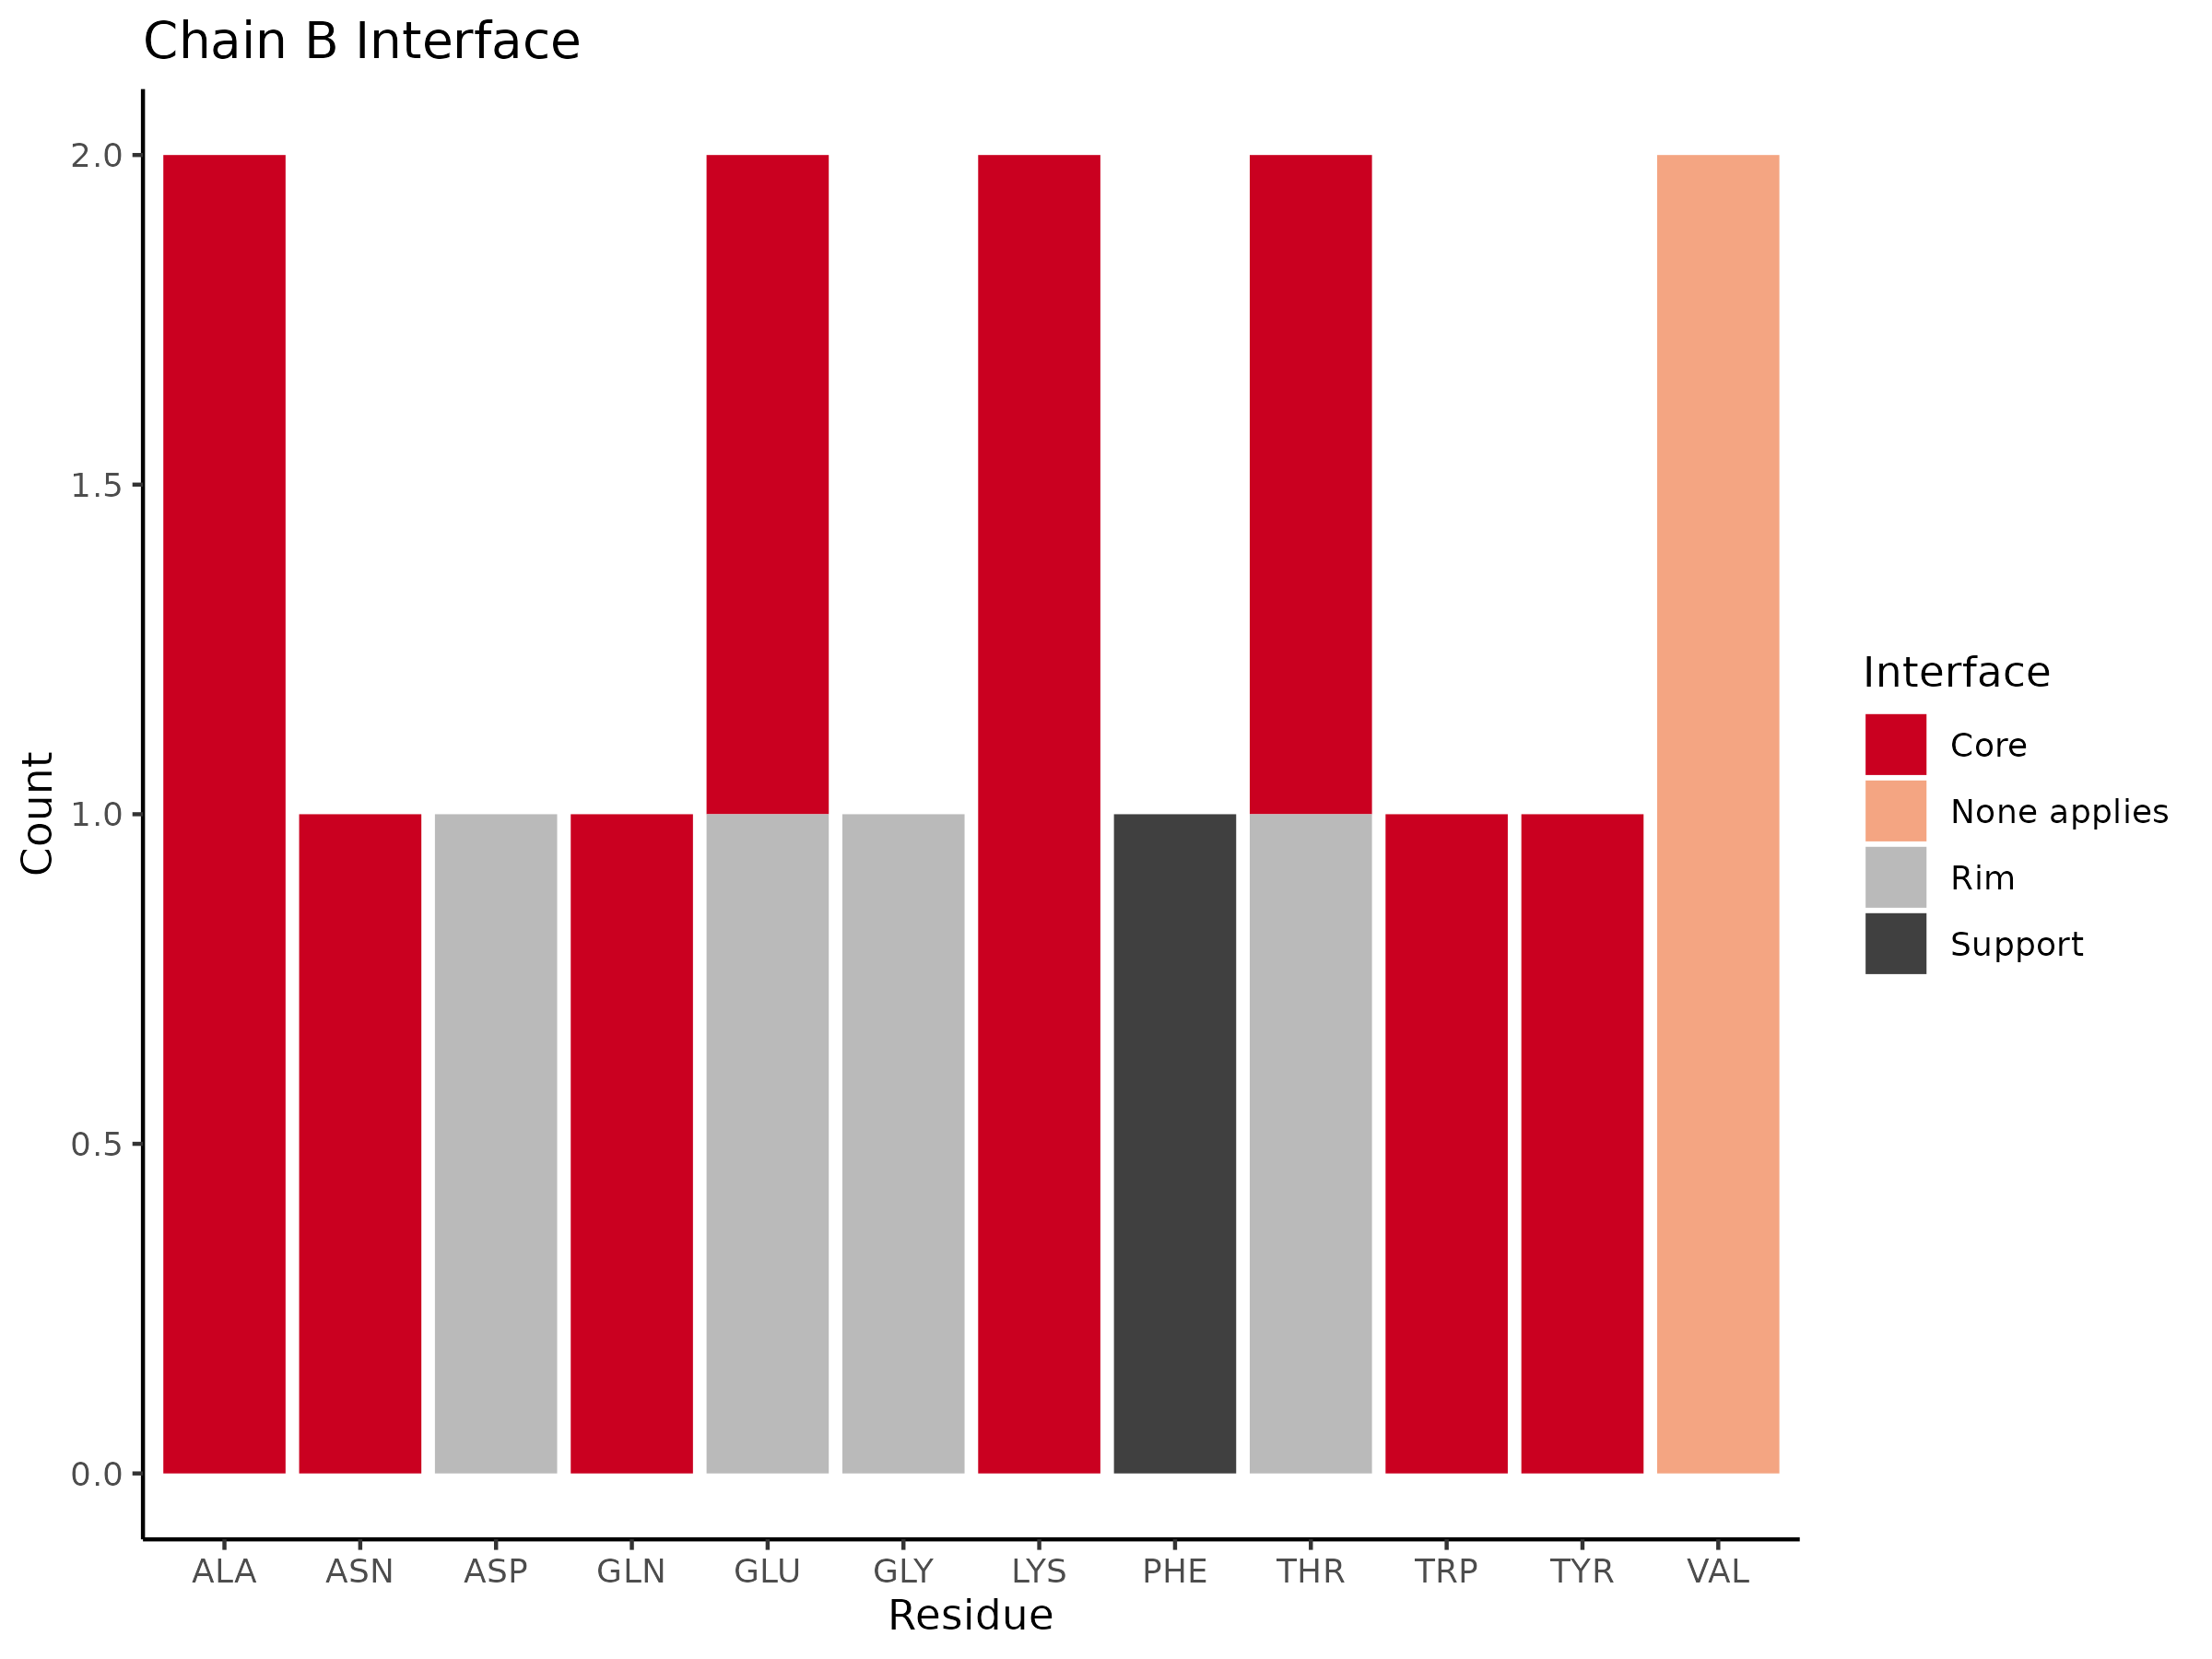 Chain B Interface
Count
2.0
1.5
1.0
0.5
0.0
ALA ASN ASP GLN GLU GLY LYS PHE THR TRP TYR VAL
Residue
Interface
Core
None applies
Rim
Support